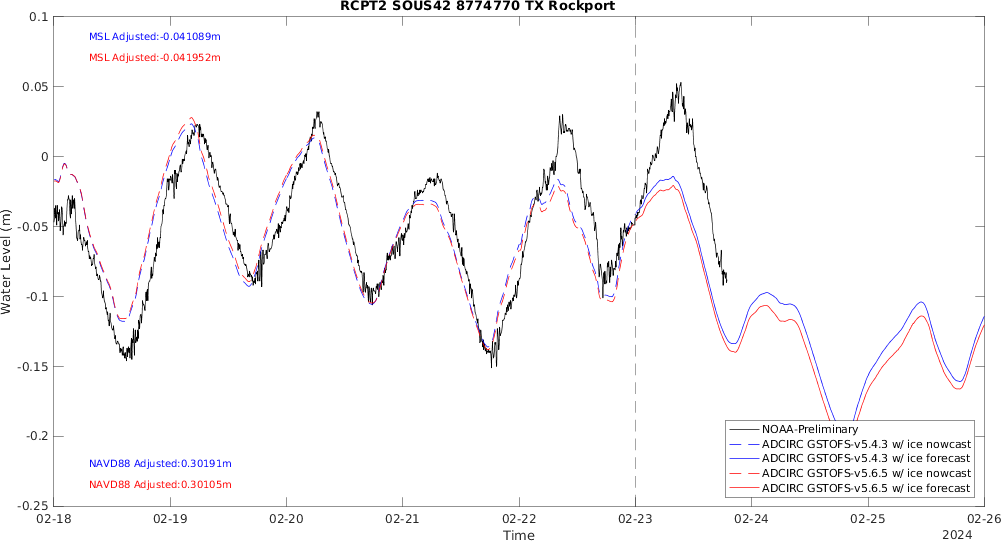 RCPT2 SOUS42 8774770 TX Rockport
0.1
MSL Adjusted:-0.041089m
MSL Adjusted:-0.041952m
0.05
0
-0.05
Water Level (m)
-0.1
-0.15
-0.2
NOAA-Preliminary
ADCIRC GSTOFS-v5.4.3 w/ ice nowcast
ADCIRC GSTOFS-v5.4.3 w/ ice forecast
ADCIRC GSTOFS-v5.6.5 w/ ice nowcast
ADCIRC GSTOFS-v5.6.5 w/ ice forecast
NAVD88 Adjusted:0.30191m
NAVD88 Adjusted:0.30105m
-0.25
02-18 02-19 02-20 02-21 02-22 02-23 02-24 02-25 02-26
Time
2024